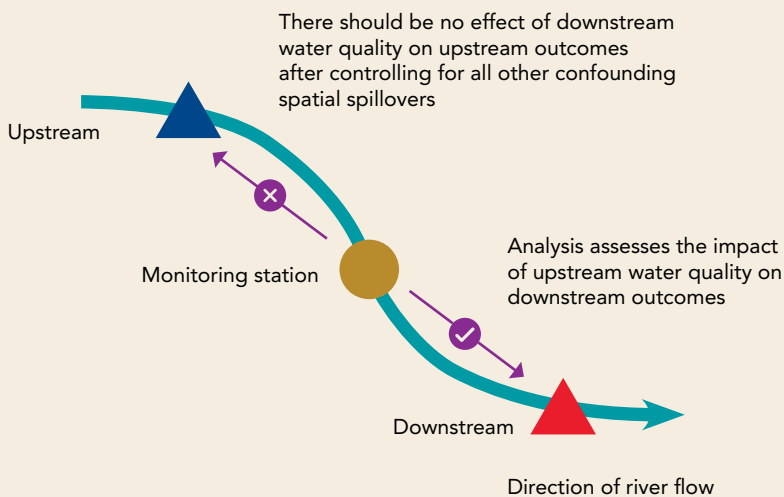 There should be no effect of downstream
water quality on upstream outcomes
after controlling for all other confounding
spatial spillovers
Upstream
Analysis assesses the impact
of upstream water quality on
downstream outcomes
Monitoring station
Downstream
Direction of river flow